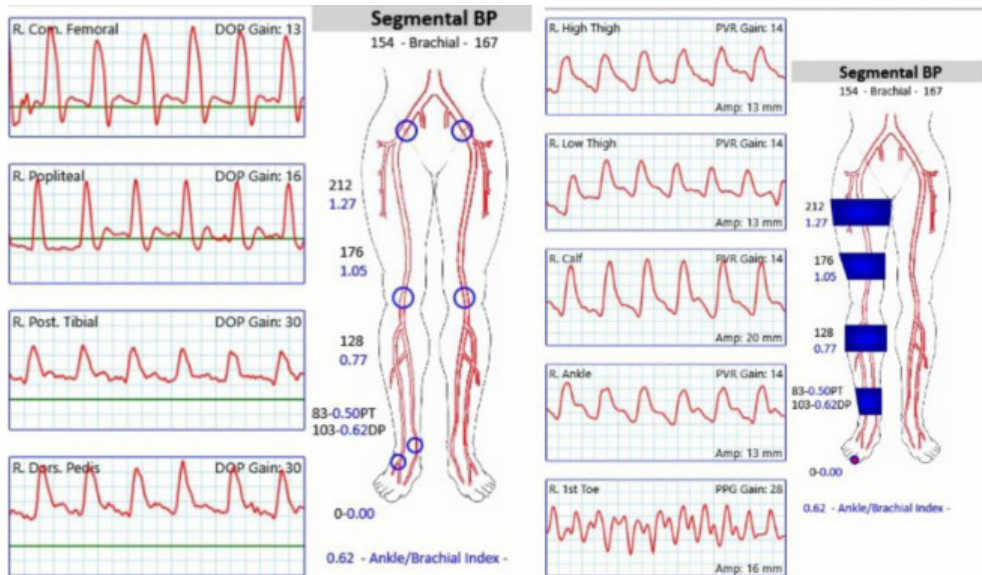 Segmental BP
154 - Brachial - 167
R. Com. Femoral DOP Gain: 13
R. Popliteal DOP Gain: 16
R. Post. Tibial DOP Gain: 30
R. Dors. Pedis DOP Gain: 30
212
1.27
176
1.05
128
0.77
83-0.50PT
103-0.62DP
0-0.00
0.62 - Ankle/Brachial Index -
R. High Thigh PVR Gain: 14
Amp: 13 mm
R. Low Thigh PVR Gain: 14
Amp: 13 mm
R. Calf PVR Gain: 14
Amp: 20 mm
R. Ankle PVR Gain: 14
Amp: 13 mm
R. 1st Toe PPG Gain: 28
Amp: 16 mm
Segmental BP
154 - Brachial - 167
212
1.27
176
1.05
128
0.77
83-0.50PT
103-0.62DP
0-0.00
0.62 - Ankle/Brachial Index -